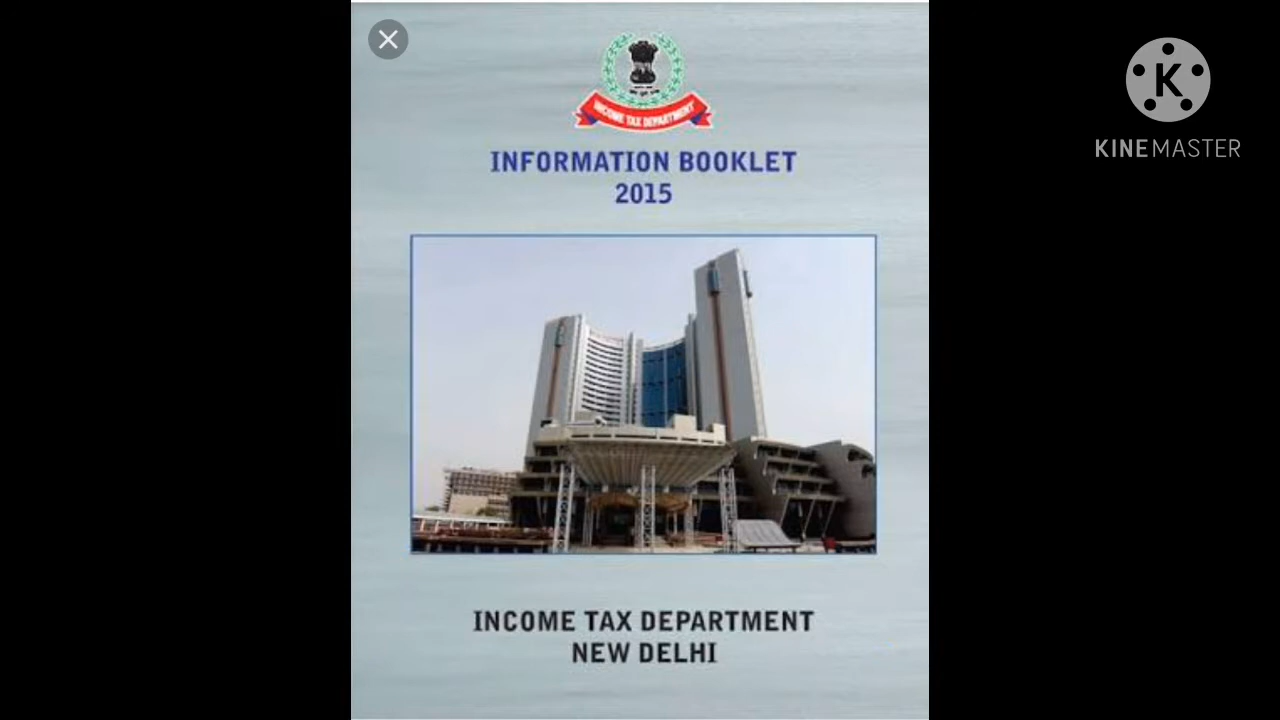 INCOME TAX DEPARTMENT
INFORMATION BOOKLET
2015
INCOME TAX DEPARTMENT
NEW DELHI
K
KINEMASTER